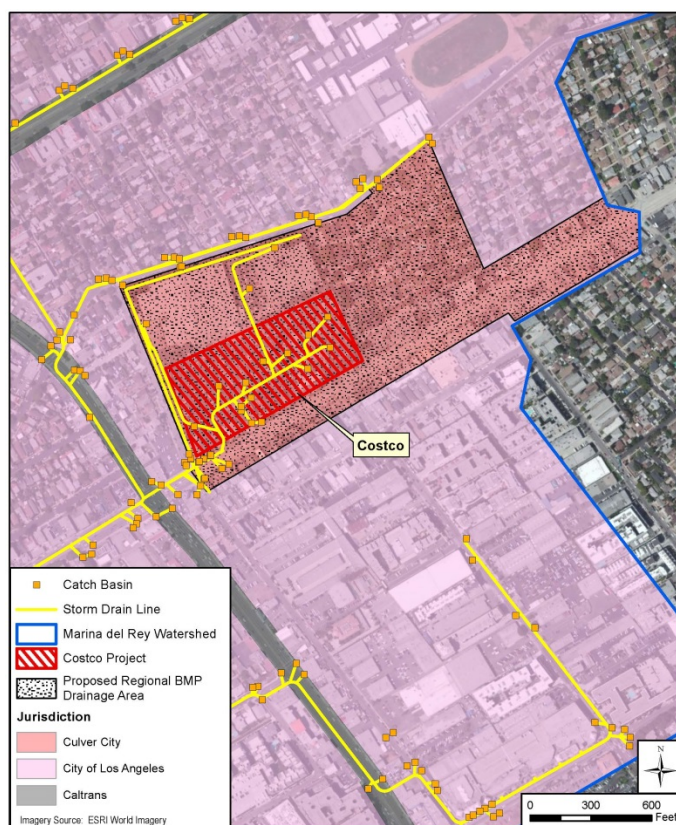 Costco
Catch Basin
Storm Drain Line
Marina del Rey Watershed
Costco Project
Proposed Regional BMP
Drainage Area
Jurisdiction
Culver City
City of Los Angeles
Caltrans
Imagery Source: ESRI World Imagery
N
0 300 600
Feet